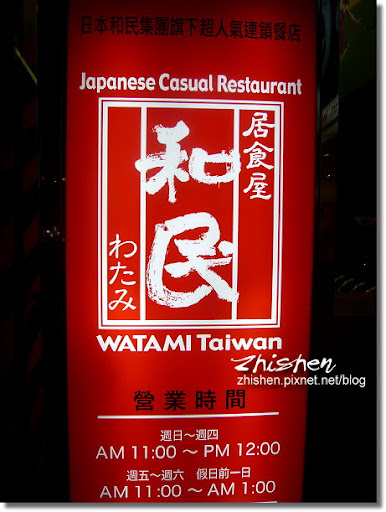 日本和民集團旗下超人氣連鎖餐店
Japanese Casual Restaurant
居食屋
和民
わたみ
WATAMI Taiwan
zhishen
zhishen.pixnet.net/blog
營業時間
週日～週四
AM 11:00 ～ PM 12:00
週五～週六 假日前一日
AM 11:00 ～ AM 1:00